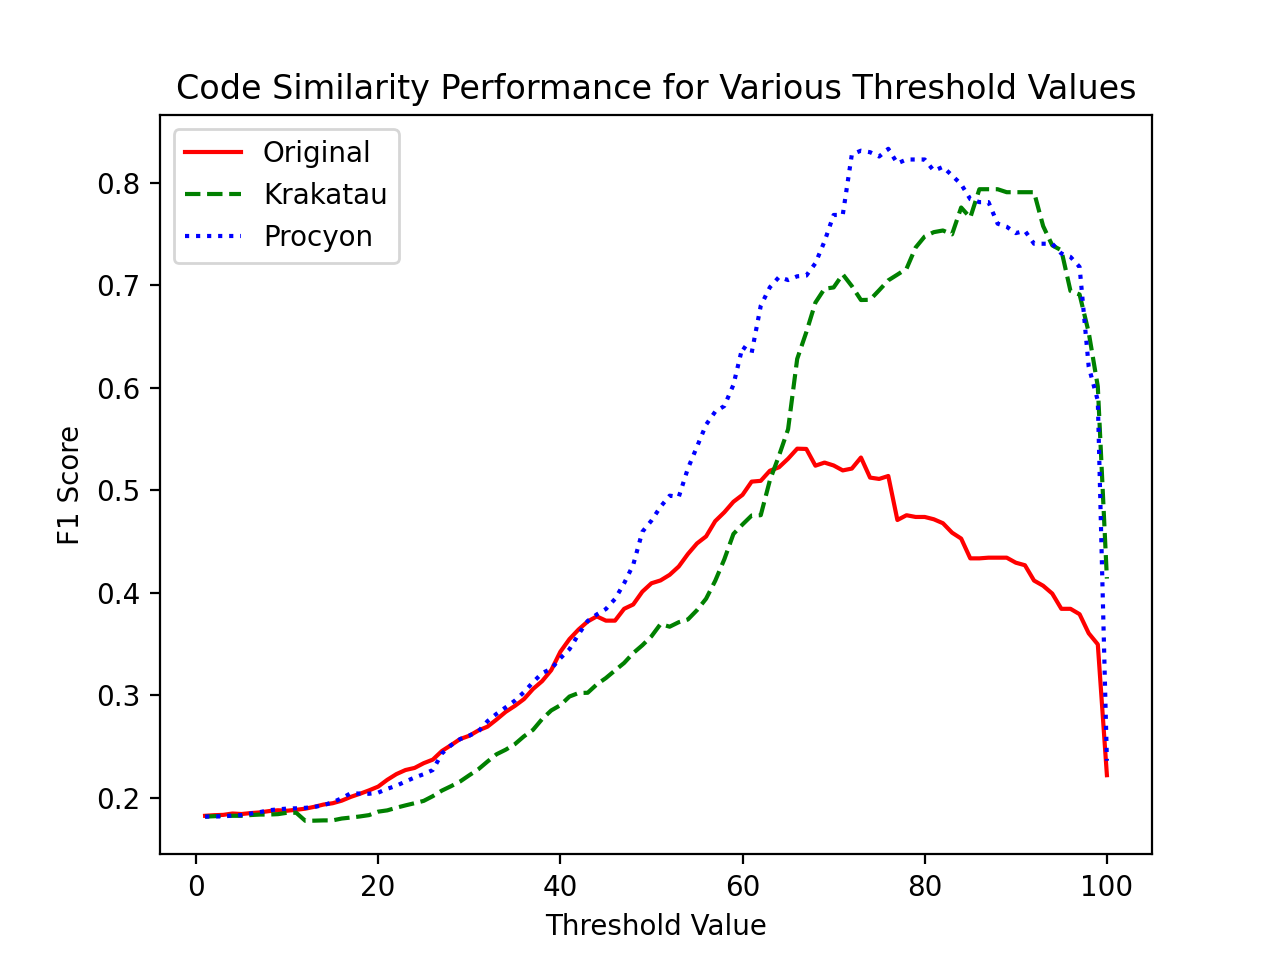 Code Similarity Performance for Various Threshold Values
Original
Krakatau
Procyon
0.8
0.7
0.6
0.5
0.4
0.3
0.2
F1 Score
0
20
40
60
80
100
Threshold Value